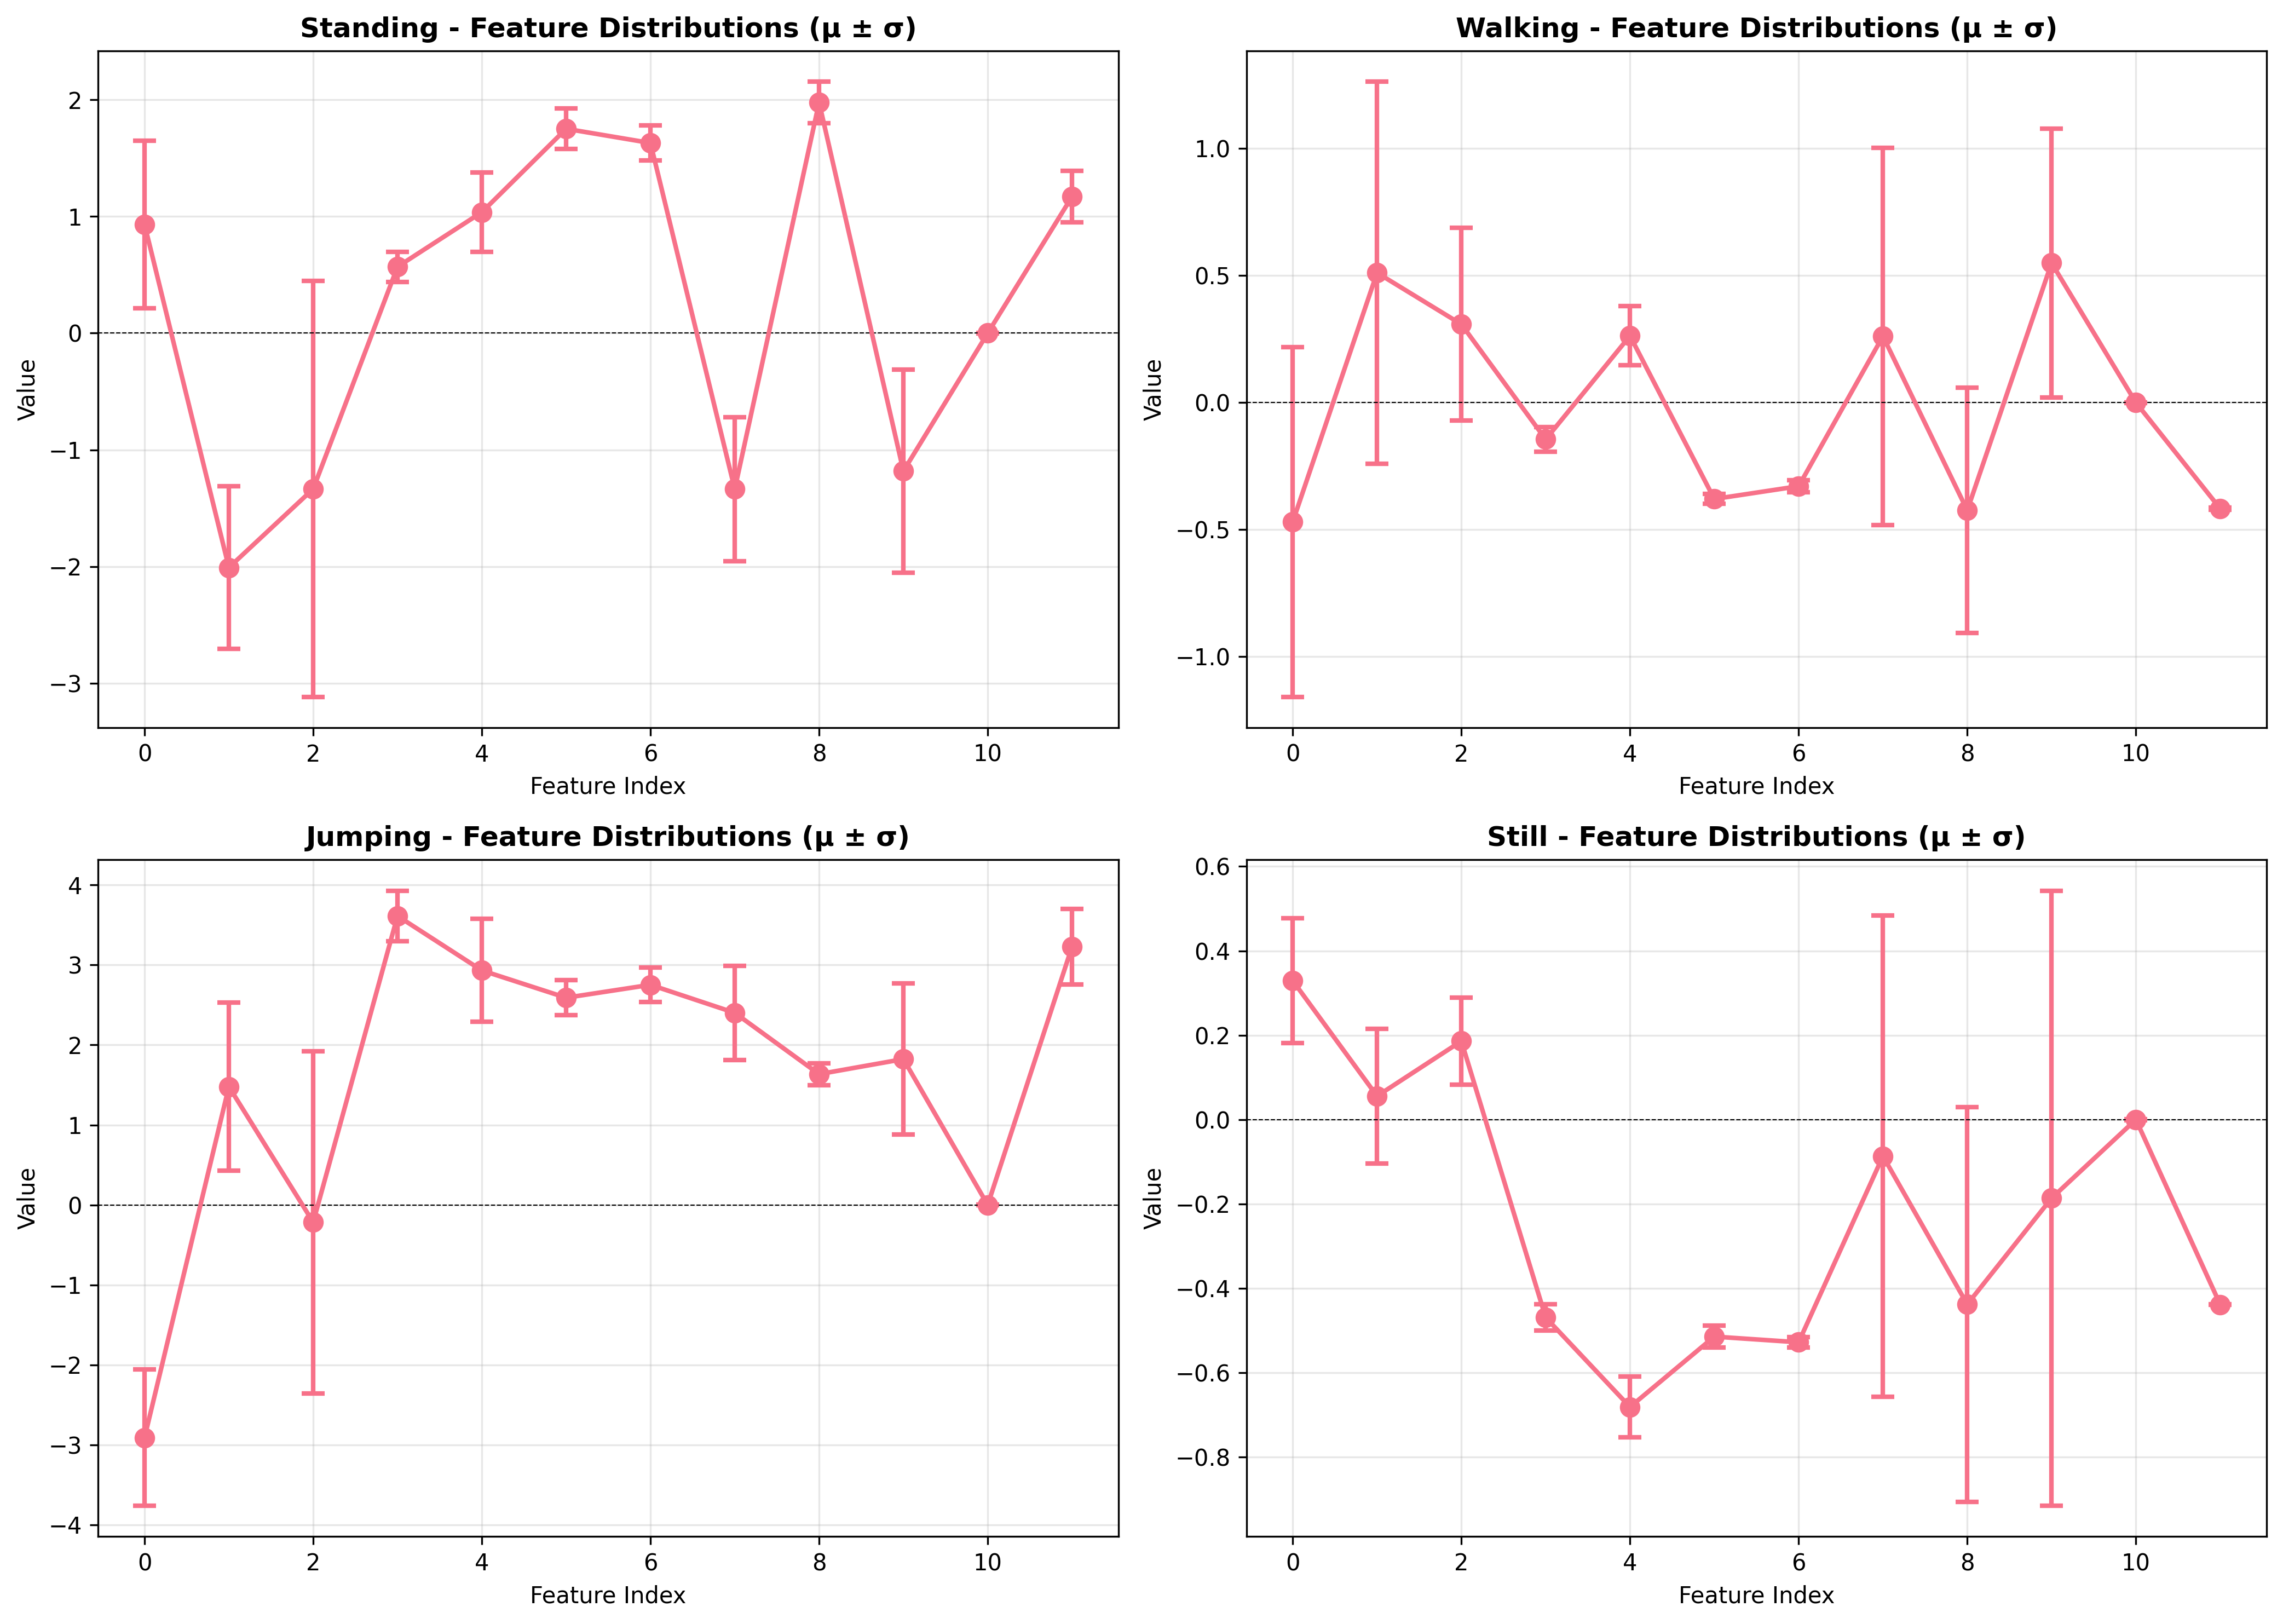 Standing - Feature Distributions (μ ± σ)
2
1
0
−1
−2
−3
Value
0 2 4 6 8 10
Feature Index
Walking - Feature Distributions (μ ± σ)
1.0
0.5
0.0
−0.5
−1.0
Value
0 2 4 6 8 10
Feature Index
Jumping - Feature Distributions (μ ± σ)
4
3
2
1
0
−1
−2
−3
−4
Value
0 2 4 6 8 10
Feature Index
Still - Feature Distributions (μ ± σ)
0.6
0.4
0.2
0.0
−0.2
−0.4
−0.6
−0.8
Value
0 2 4 6 8 10
Feature Index